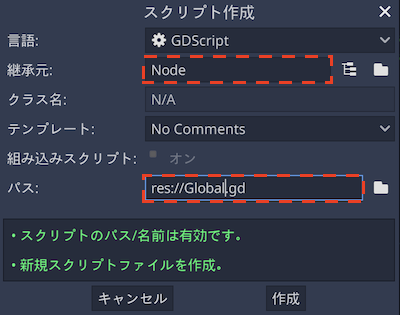 スクリプト作成
言語: GDScript
継承元: Node
クラス名: N/A
テンプレート: No Comments
組み込みスクリプト: オン
パス: res://Global.gd
• スクリプトのパス/名前は有効です。
• 新規スクリプトファイルを作成。
キャンセル 作成